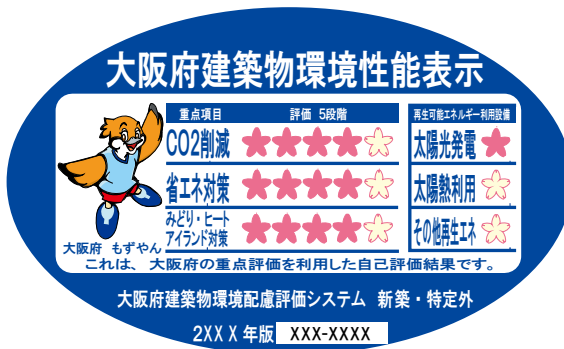 大阪府建築物環境性能表示
重点項目 評価 5段階
CO2削減
省エネ対策
みどり・ヒート
アイランド対策
再生可能エネルギー利用設備
太陽光発電
太陽熱利用
その他再生エネ
大阪府 もずやん
これは、大阪府の重点評価を利用した自己評価結果です。
大阪府建築物環境配慮評価システム 新築・特定外
2XXX年版 XXX-XXXX